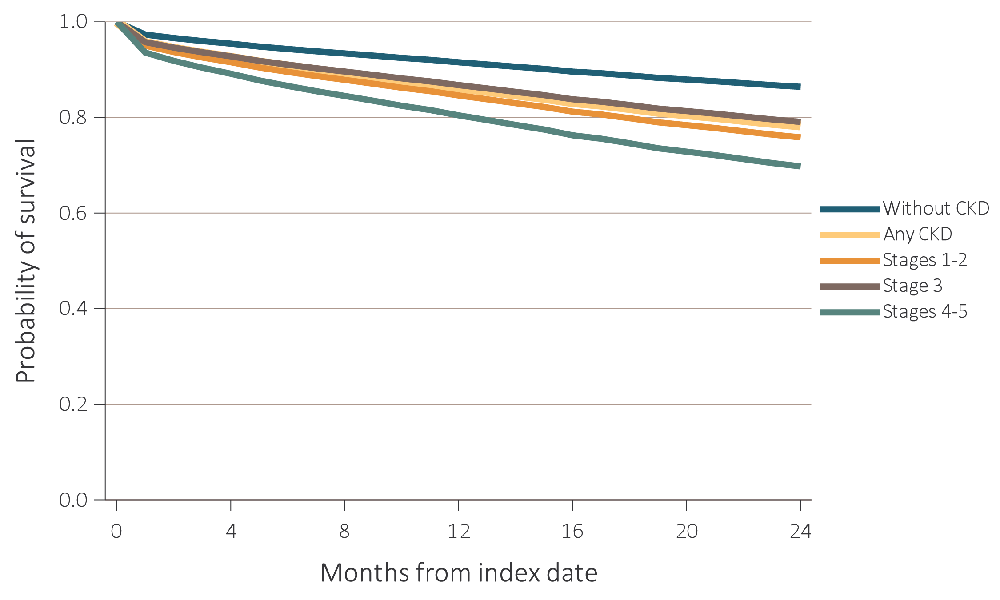 Probability of survival
1.0
0.8
0.6
0.4
0.2
0.0
0 4 8 12 16 20 24
Months from index date
Without CKD
Any CKD
Stages 1-2
Stage 3
Stages 4-5